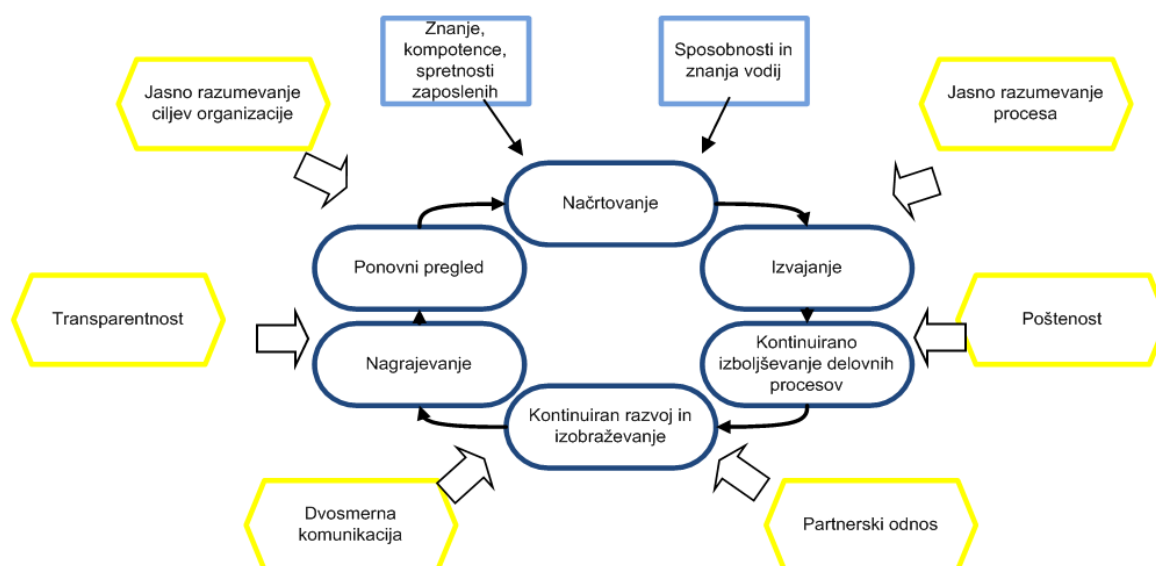 Znanje,
kompetence,
spretnosti
zaposlenih
Sposobnosti in
znanja vodij
Jasno razumevanje
ciljev organizacije
Jasno razumevanje
procesa
Načrtovanje
Ponovni pregled
Izvajanje
Transparentnost
Poštenost
Nagrajevanje
Kontinuirano
izboljševanje delovnih
procesov
Kontinuiran razvoj in
izobraževanje
Dvosmerna
komunikacija
Partnerski odnos